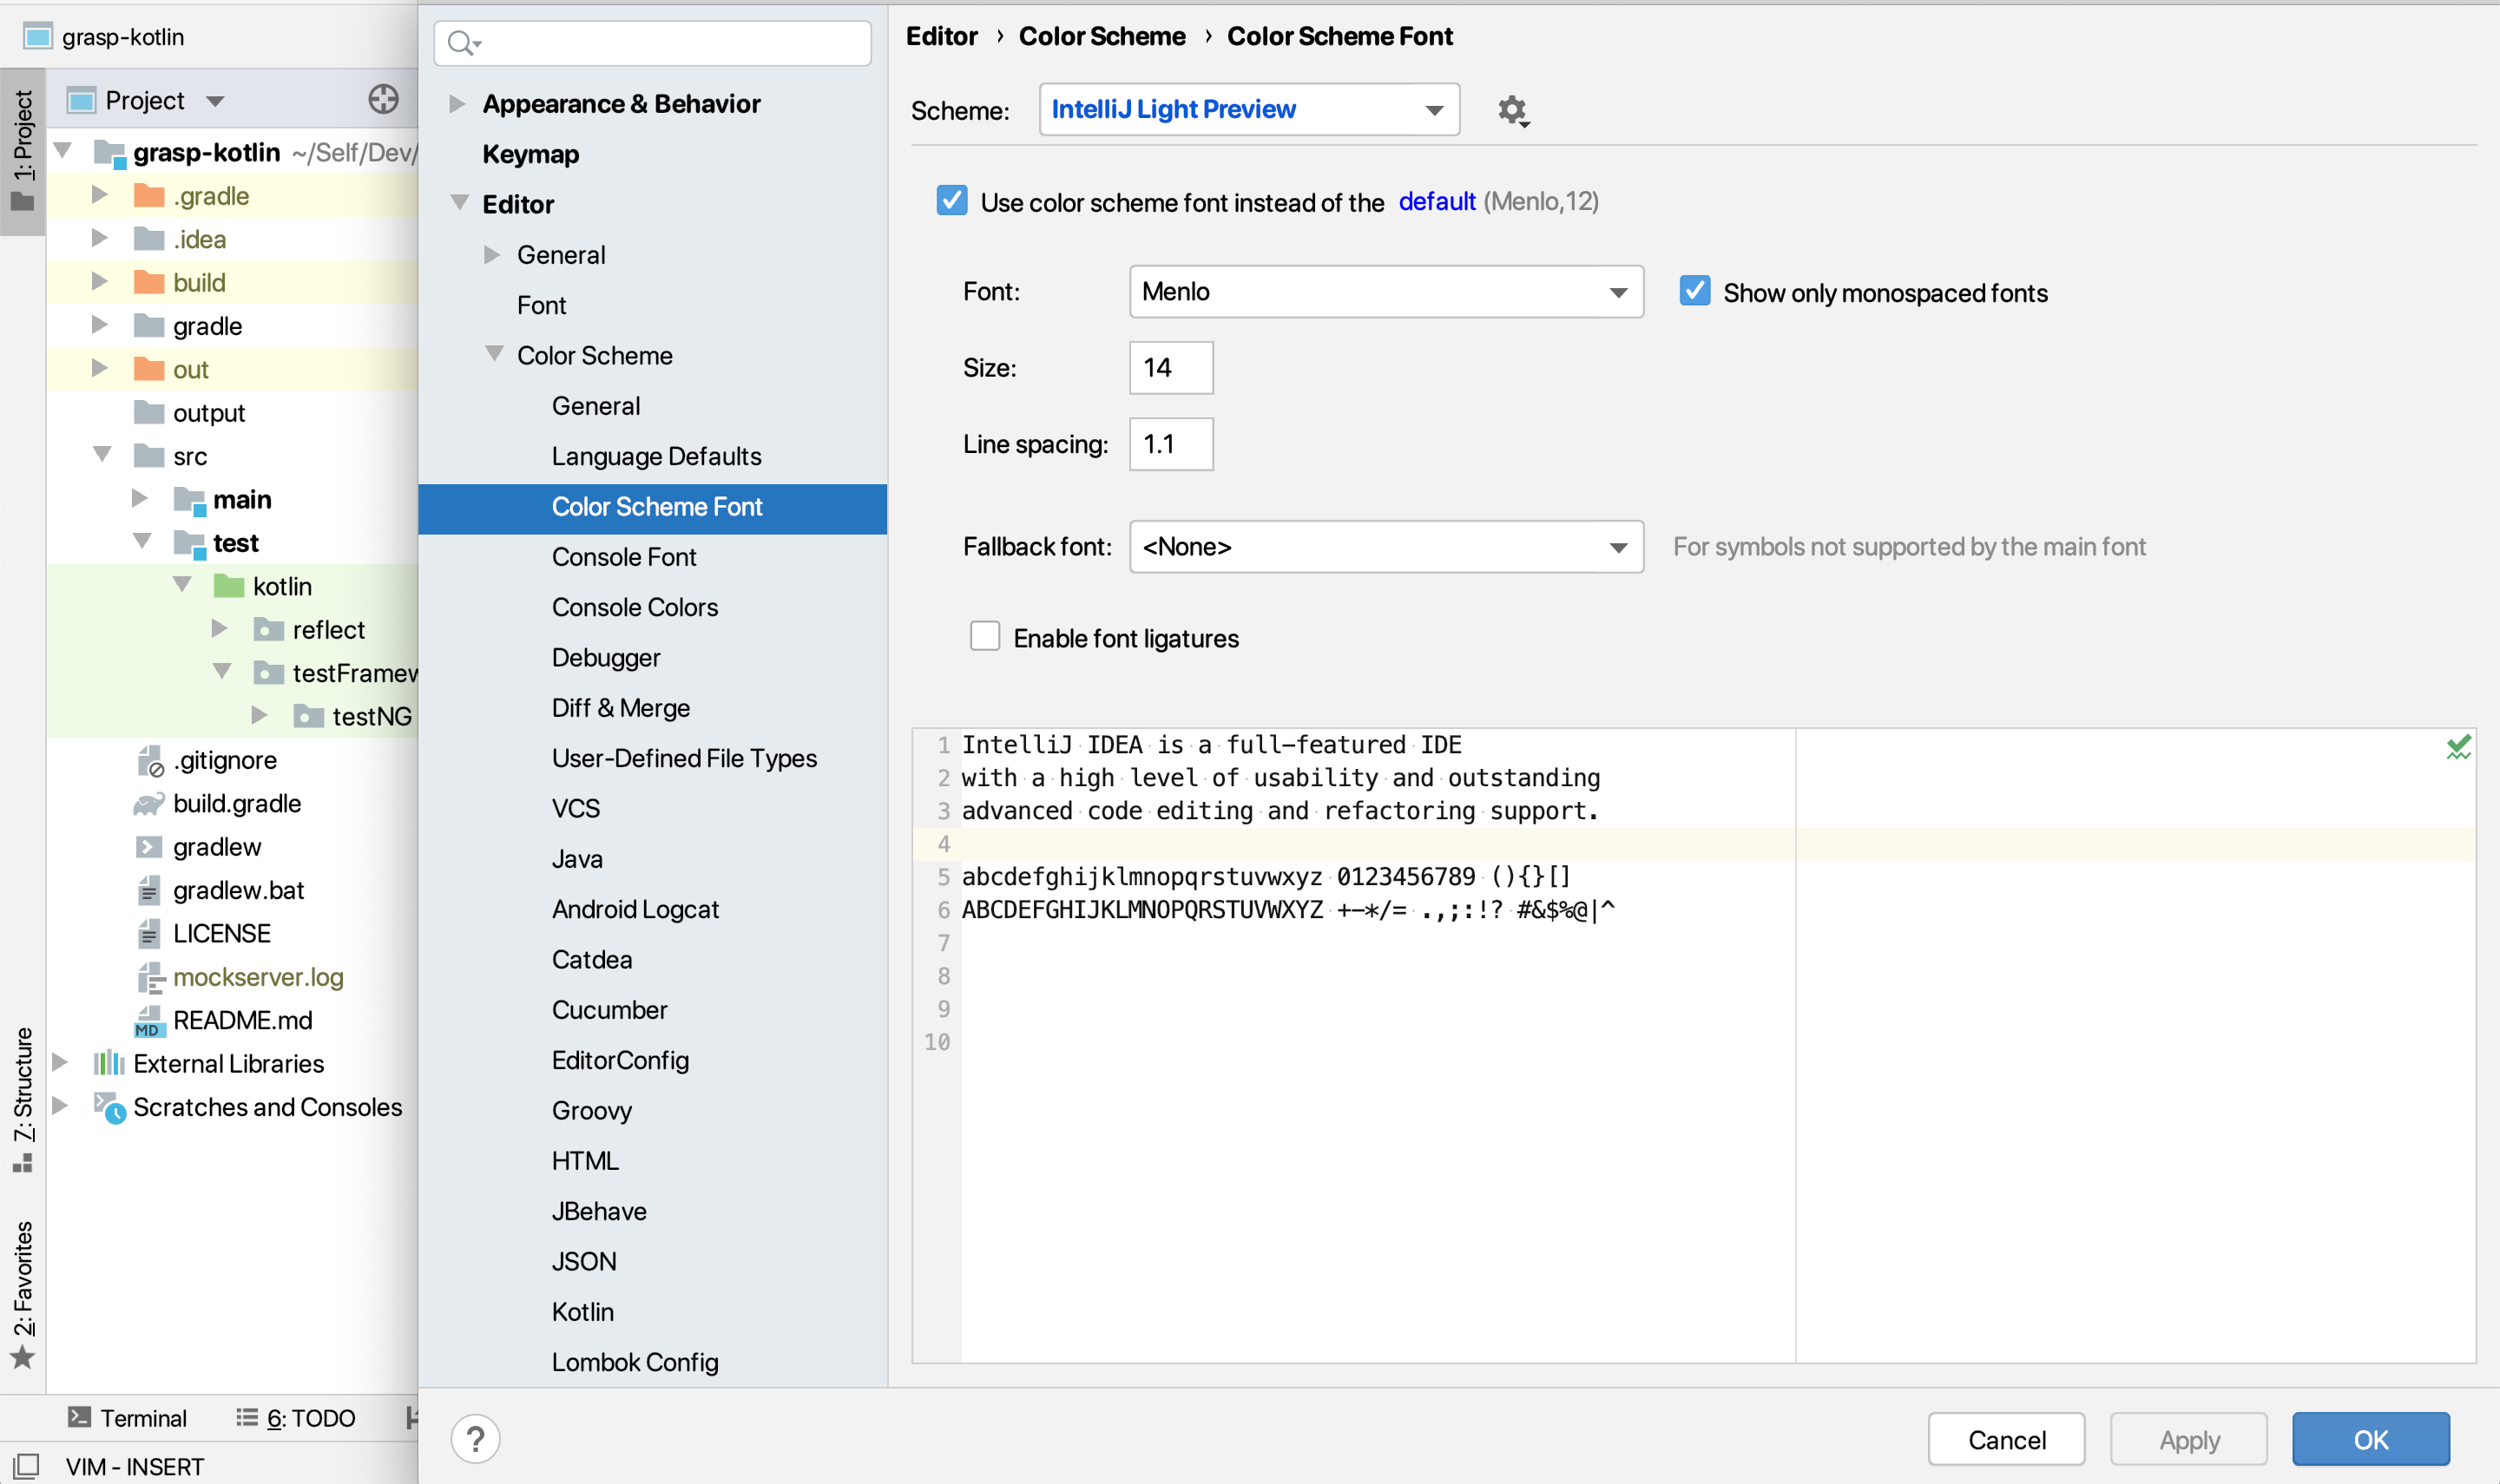 grasp-kotlin
1: Project
Project
grasp-kotlin ~/Self/Dev/
.gradle
.idea
build
gradle
out
output
src
main
test
kotlin
reflect
testFramew
testNG
.gitignore
build.gradle
gradlew
gradlew.bat
LICENSE
mockserver.log
MD README.md
External Libraries
Scratches and Consoles
7: Structure
2: Favorites
Terminal
6: TODO
VIM - INSERT
Appearance & Behavior
Keymap
Editor
General
Font
Color Scheme
General
Language Defaults
Color Scheme Font
Console Font
Console Colors
Debugger
Diff & Merge
User-Defined File Types
VCS
Java
Android Logcat
Catdea
Cucumber
EditorConfig
Groovy
HTML
JBehave
JSON
Kotlin
Lombok Config
?
Editor › Color Scheme › Color Scheme Font
Scheme: IntelliJ Light Preview
Use color scheme font instead of the default (Menlo,12)
Font: Menlo
Show only monospaced fonts
Size: 14
Line spacing: 1.1
Fallback font: <None>
For symbols not supported by the main font
Enable font ligatures
1 IntelliJ IDEA is a full-featured IDE
2 with a high level of usability and outstanding
3 advanced code editing and refactoring support.
4
5 abcdefghijklmnopqrstuvwxyz 0123456789 (){}[]
6 ABCDEFGHIJKLMNOPQRSTUVWXYZ +-*/= .,;:!? #&$%@|^
7
8
9
10
Cancel
Apply
OK